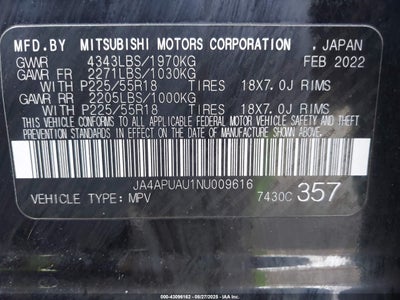 MFD.BY MITSUBISHI MOTORS CORPORATION , JAPAN
GVWR 4343LBS/1970KG FEB 2022
GAWR FR 2271LBS/1030KG
WITH P225/55R18 TIRES 18X7.0J RIMS
GAWR RR 2205LBS/1000KG
WITH P225/55R18 TIRES 18X7.0J RIMS
THIS VEHICLE CONFORMS TO ALL APPLICABLE FEDERAL MOTOR
VEHICLE SAFETY AND THEFT PREVENTION STANDARDS IN EFFECT
ON THE DATE OF MANUFACTURE SHOWN ABOVE.
JA4APUAU1NU009616
VEHICLE TYPE: MPV 7430C 357
000-43096162 - 08/27/2025 - IAAI.COM